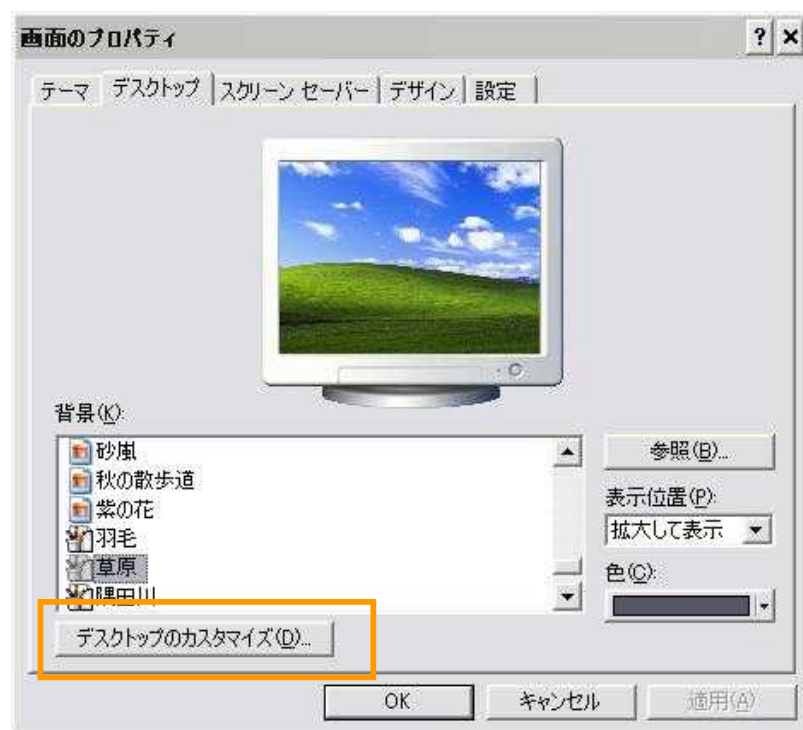 画面のプロパティ
? ×
テーマ デスクトップ スクリーン セーバー デザイン 設定
背景(K):
砂嵐
秋の散歩道
紫の花
羽毛
草原
隅田川
参照(B)...
表示位置(P):
拡大して表示
色(C):
デスクトップのカスタマイズ(D)...
OK キャンセル 適用(A)